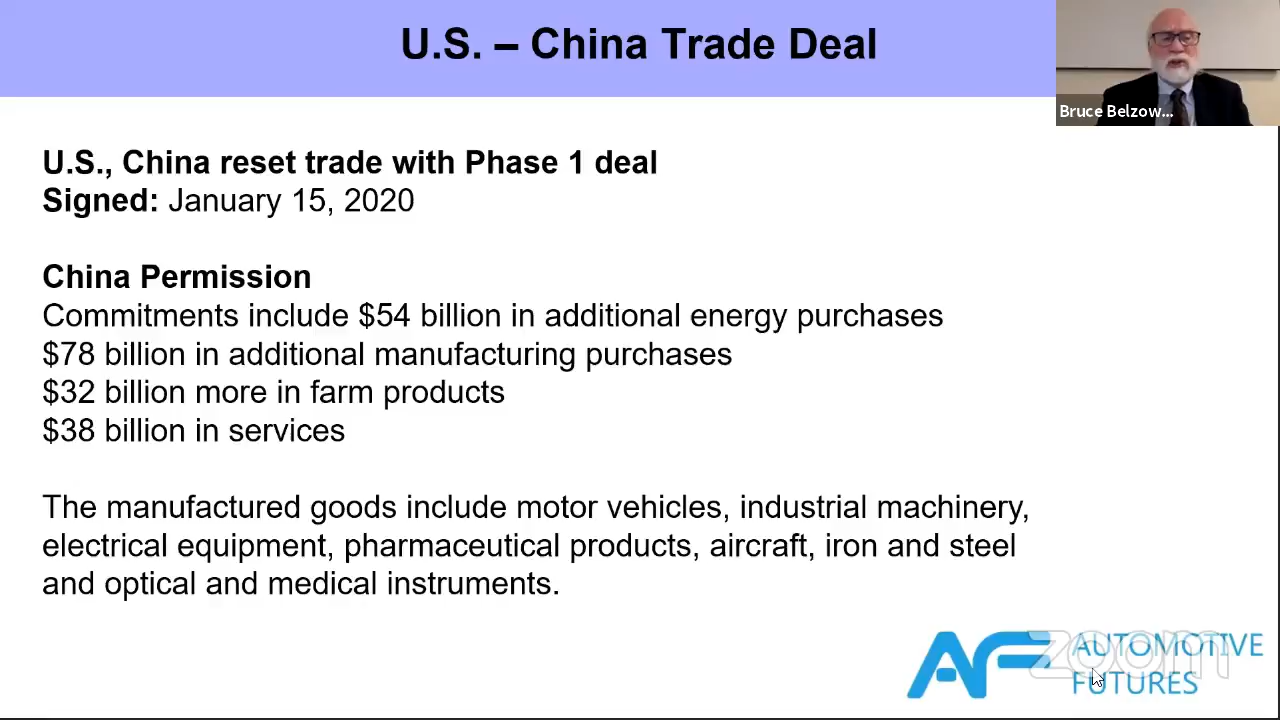 U.S. – China Trade Deal
Bruce Belzow...
U.S., China reset trade with Phase 1 deal
Signed: January 15, 2020
China Permission
Commitments include $54 billion in additional energy purchases
$78 billion in additional manufacturing purchases
$32 billion more in farm products
$38 billion in services
The manufactured goods include motor vehicles, industrial machinery,
electrical equipment, pharmaceutical products, aircraft, iron and steel
and optical and medical instruments.
AF AUTOMOTIVE
FUTURES
zoom